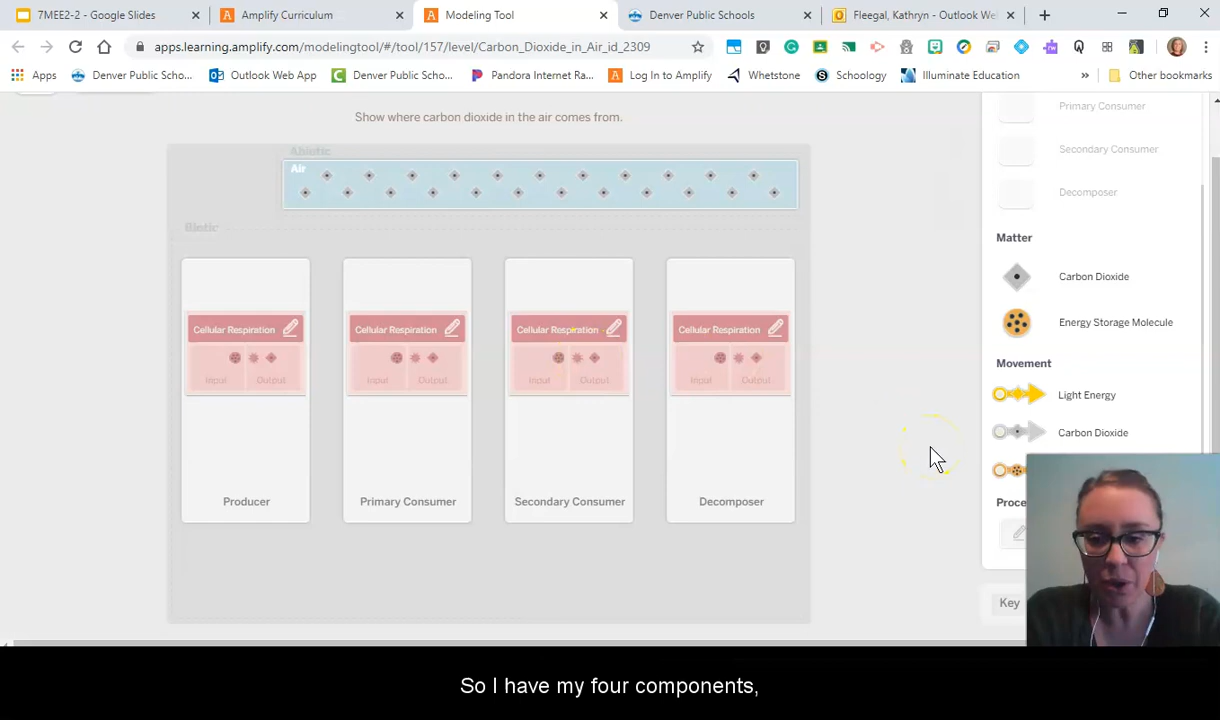 7MEE2-2 - Google Slides
Amplify Curriculum
Modeling Tool
Denver Public Schools
Fleegal, Kathryn - Outlook Web
apps.learning.amplify.com/modelingtool/#/tool/157/level/Carbon_Dioxide_in_Air_id_2309
Apps
Denver Public Scho...
Outlook Web App
Denver Public Scho...
Pandora Internet Ra...
Log In to Amplify
Whetstone
Schoology
Illuminate Education
»
Other bookmarks
Show where carbon dioxide in the air comes from.
Abiotic
Air
Biotic
Cellular Respiration
Input
Output
Producer
Cellular Respiration
Input
Output
Primary Consumer
Cellular Respiration
Input
Output
Secondary Consumer
Cellular Respiration
Input
Output
Decomposer
Primary Consumer
Secondary Consumer
Decomposer
Matter
Carbon Dioxide
Energy Storage Molecule
Movement
Light Energy
Carbon Dioxide
Proce
Key
So I have my four components,